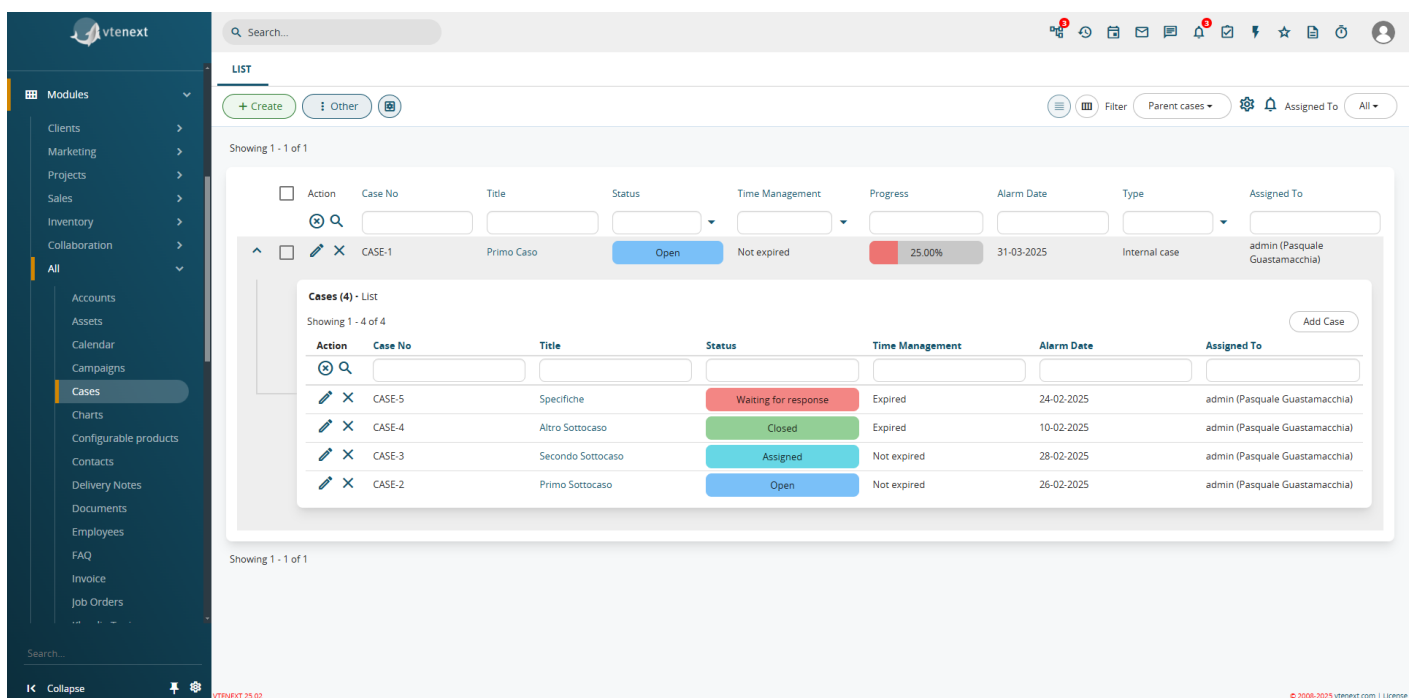 vtenext
Search...
3
3
LIST
Modules
+ Create
Other
Filter
Parent cases
Assigned To
All
Clients
Marketing
Projects
Sales
Inventory
Collaboration
All
Accounts
Assets
Calendar
Campaigns
Cases
Charts
Configurable products
Contacts
Delivery Notes
Documents
Employees
FAQ
Invoice
Job Orders
Search...
Collapse
Showing 1 - 1 of 1
Action Case No Title Status Time Management Progress Alarm Date Type Assigned To
CASE-1 Primo Caso Open Not expired 25.00% 31-03-2025 Internal case admin (Pasquale Guastamacchia)
Cases (4) - List
Showing 1 - 4 of 4
Add Case
Action Case No Title Status Time Management Alarm Date Assigned To
CASE-5 Specifiche Waiting for response Expired 24-02-2025 admin (Pasquale Guastamacchia)
CASE-4 Altro Sottocaso Closed Expired 10-02-2025 admin (Pasquale Guastamacchia)
CASE-3 Secondo Sottocaso Assigned Not expired 28-02-2025 admin (Pasquale Guastamacchia)
CASE-2 Primo Sottocaso Open Not expired 26-02-2025 admin (Pasquale Guastamacchia)
Showing 1 - 1 of 1
VTENEXT 25.02
© 2008-2025 vtenext.com | License